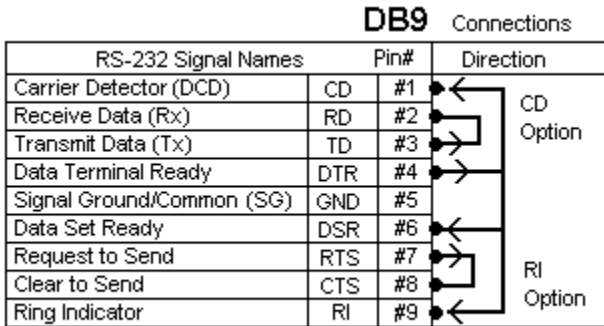 DB9 Connections
RS-232 Signal Names Pin# Direction
Carrier Detector (DCD) CD #1
CD
Receive Data (Rx) RD #2
Option
Transmit Data (Tx) TD #3
Data Terminal Ready DTR #4
Signal Ground/Common (SG) GND #5
Data Set Ready DSR #6
Request to Send RTS #7
RI
Clear to Send CTS #8
Option
Ring Indicator RI #9